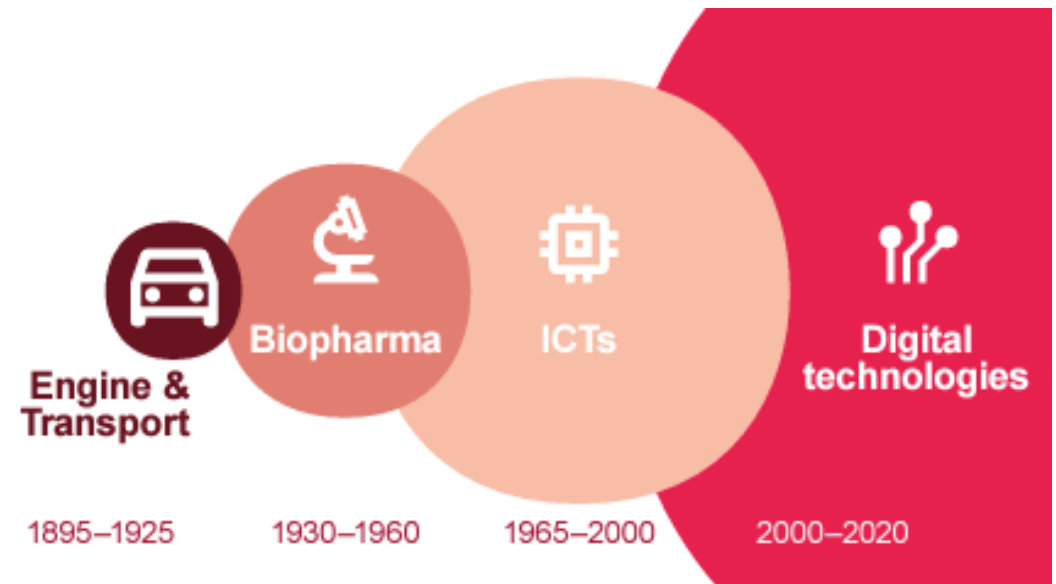 Engine &
Transport
Biopharma
ICTs
Digital
technologies
1895–1925
1930–1960
1965–2000
2000–2020